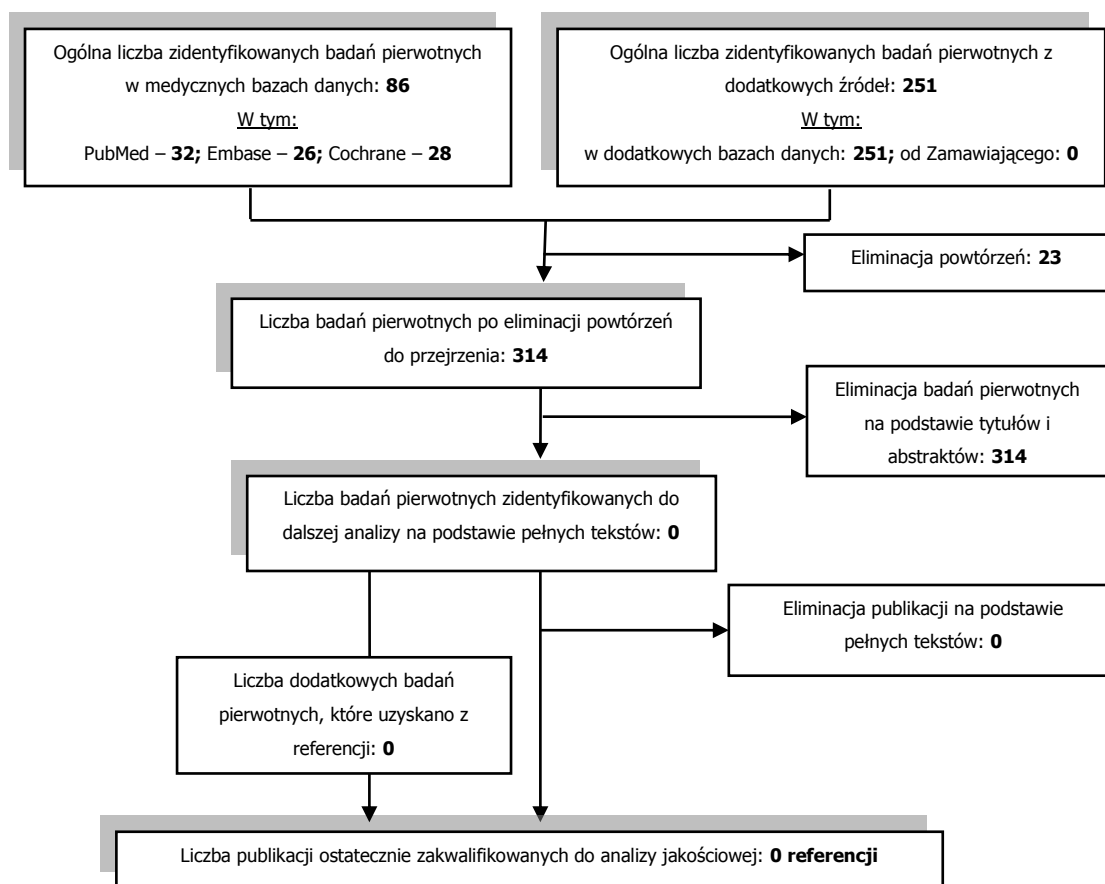 Ogólna liczba zidentyfikowanych badań pierwotnych
w medycznych bazach danych: 86
W tym:
PubMed – 32; Embase – 26; Cochrane – 28
Ogólna liczba zidentyfikowanych badań pierwotnych z
dodatkowych źródeł: 251
W tym:
w dodatkowych bazach danych: 251; od Zamawiającego: 0
Eliminacja powtórzeń: 23
Liczba badań pierwotnych po eliminacji powtórzeń
do przejrzenia: 314
Eliminacja badań pierwotnych
na podstawie tytułów i
abstraktów: 314
Liczba badań pierwotnych zidentyfikowanych do
dalszej analizy na podstawie pełnych tekstów: 0
Eliminacja publikacji na podstawie
pełnych tekstów: 0
Liczba dodatkowych badań
pierwotnych, które uzyskano z
referencji: 0
Liczba publikacji ostatecznie zakwalifikowanych do analizy jakościowej: 0 referencji